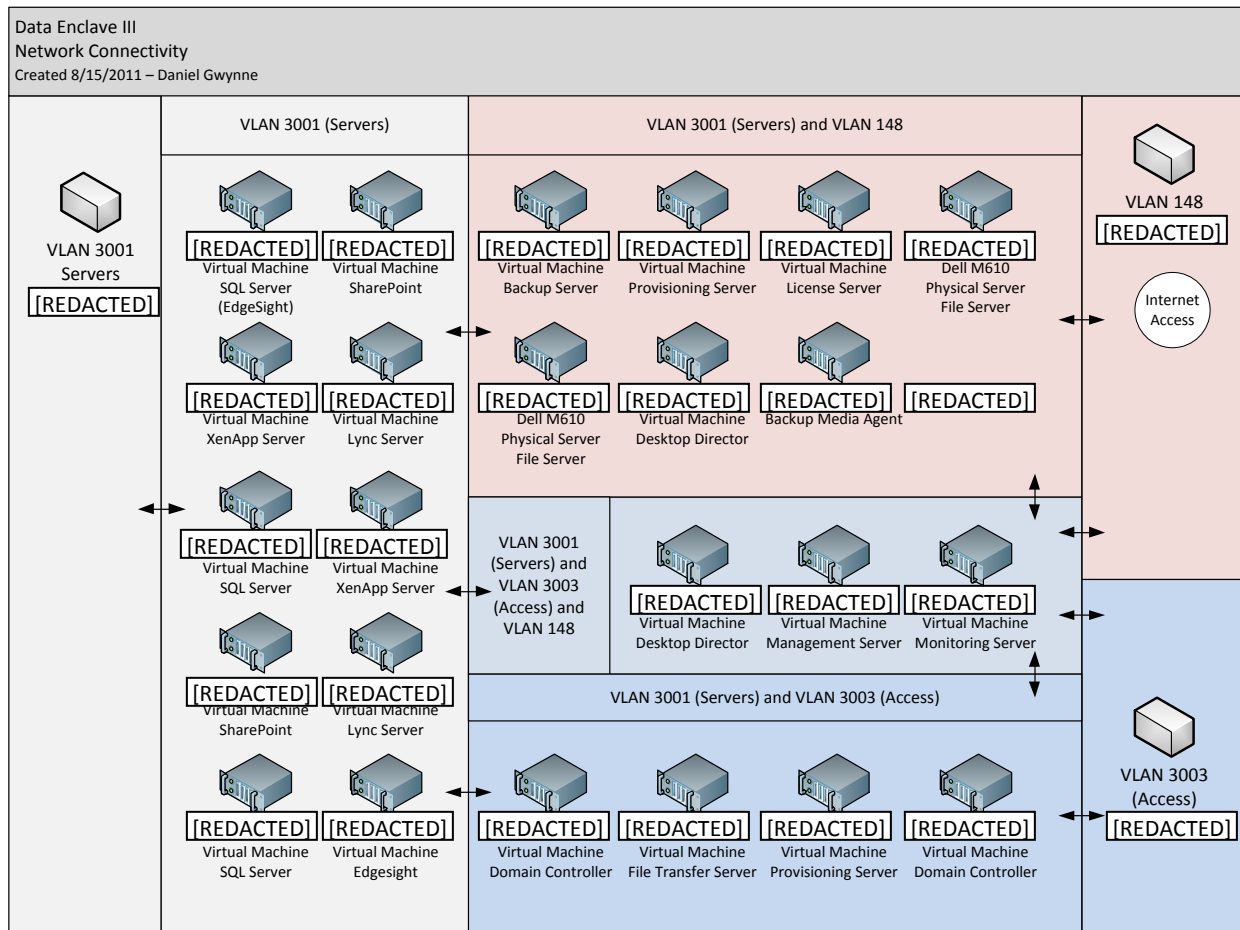 Data Enclave III
Network Connectivity
Created 8/15/2011 – Daniel Gwynne
VLAN 3001
Servers
[REDACTED]
VLAN 3001 (Servers)
[REDACTED]
Virtual Machine
SQL Server
(EdgeSight)
[REDACTED]
Virtual Machine
SharePoint
[REDACTED]
Virtual Machine
XenApp Server
[REDACTED]
Virtual Machine
Lync Server
[REDACTED]
Virtual Machine
SQL Server
[REDACTED]
Virtual Machine
XenApp Server
[REDACTED]
Virtual Machine
SharePoint
[REDACTED]
Virtual Machine
Lync Server
[REDACTED]
Virtual Machine
SQL Server
[REDACTED]
Virtual Machine
Edgesight
VLAN 3001 (Servers) and VLAN 148
[REDACTED]
Virtual Machine
Backup Server
[REDACTED]
Virtual Machine
Provisioning Server
[REDACTED]
Virtual Machine
License Server
[REDACTED]
Dell M610
Physical Server
File Server
[REDACTED]
Dell M610
Physical Server
File Server
[REDACTED]
Virtual Machine
Desktop Director
[REDACTED]
Backup Media Agent
[REDACTED]
VLAN 3001
(Servers) and
VLAN 3003
(Access) and
VLAN 148
[REDACTED]
Virtual Machine
Desktop Director
[REDACTED]
Virtual Machine
Management Server
[REDACTED]
Virtual Machine
Monitoring Server
VLAN 3001 (Servers) and VLAN 3003 (Access)
[REDACTED]
Virtual Machine
Domain Controller
[REDACTED]
Virtual Machine
File Transfer Server
[REDACTED]
Virtual Machine
Provisioning Server
[REDACTED]
Virtual Machine
Domain Controller
VLAN 148
[REDACTED]
Internet
Access
VLAN 3003
(Access)
[REDACTED]